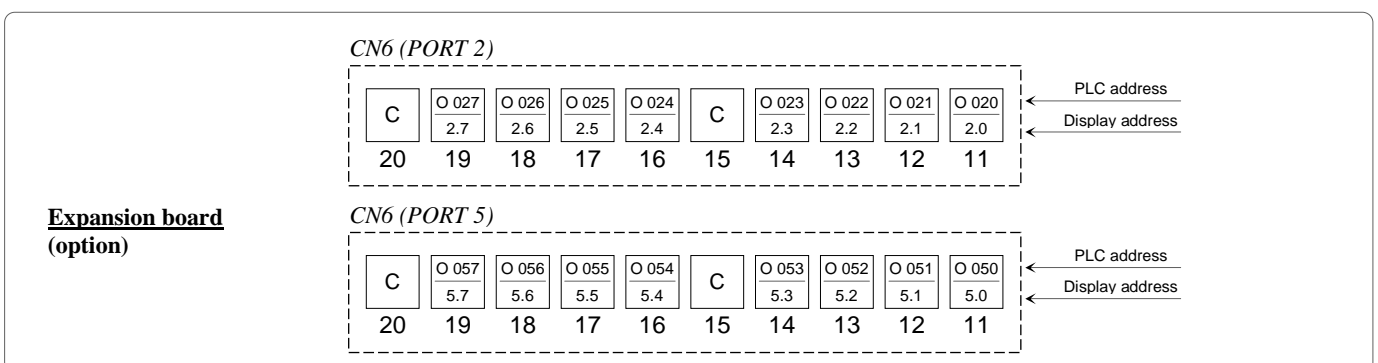 CN6 (PORT 2)
C O 027 O 026 O 025 O 024 C O 023 O 022 O 021 O 020 PLC address
2.7 2.6 2.5 2.4 2.3 2.2 2.1 2.0 Display address
20 19 18 17 16 15 14 13 12 11
Expansion board
(option)
CN6 (PORT 5)
C O 057 O 056 O 055 O 054 C O 053 O 052 O 051 O 050 PLC address
5.7 5.6 5.5 5.4 5.3 5.2 5.1 5.0 Display address
20 19 18 17 16 15 14 13 12 11